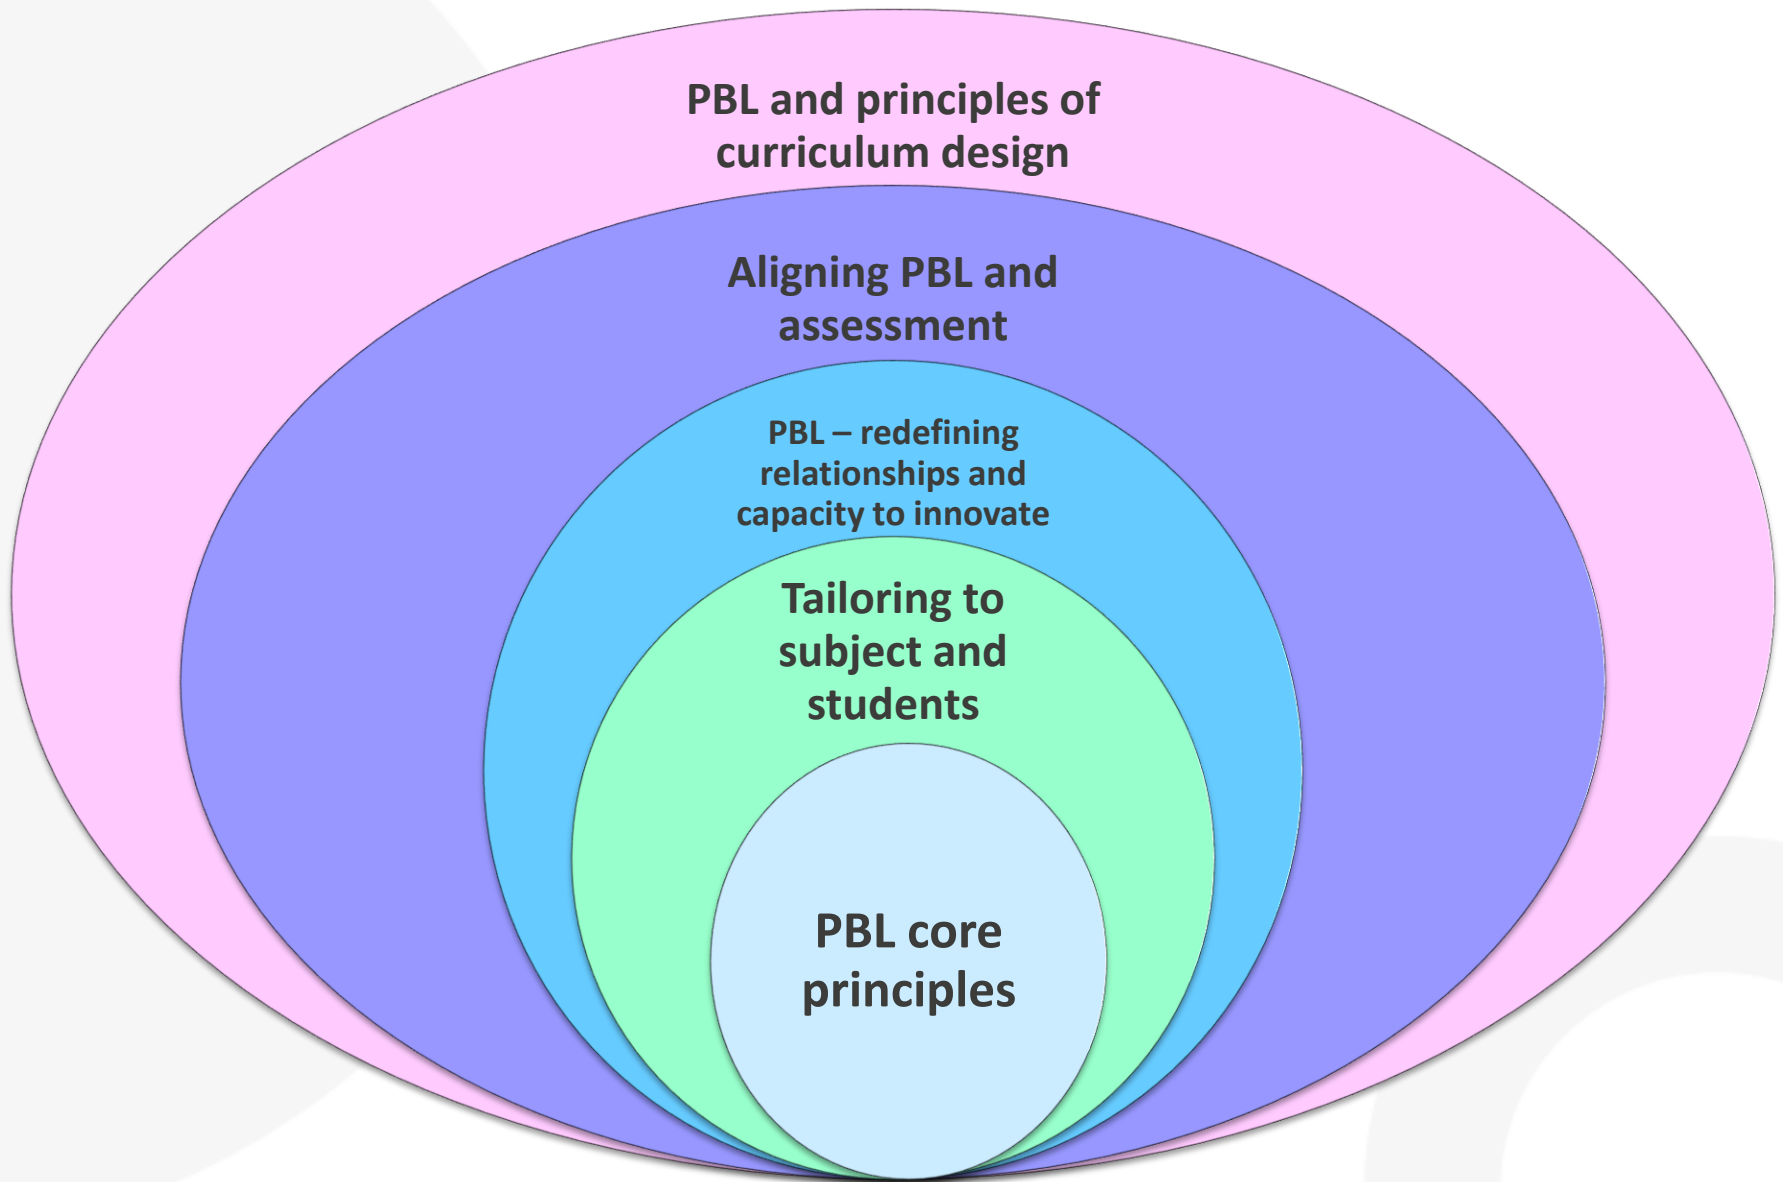 PBL and principles of
curriculum design
Aligning PBL and
assessment
PBL – redefining
relationships and
capacity to innovate
Tailoring to
subject and
students
PBL core
principles